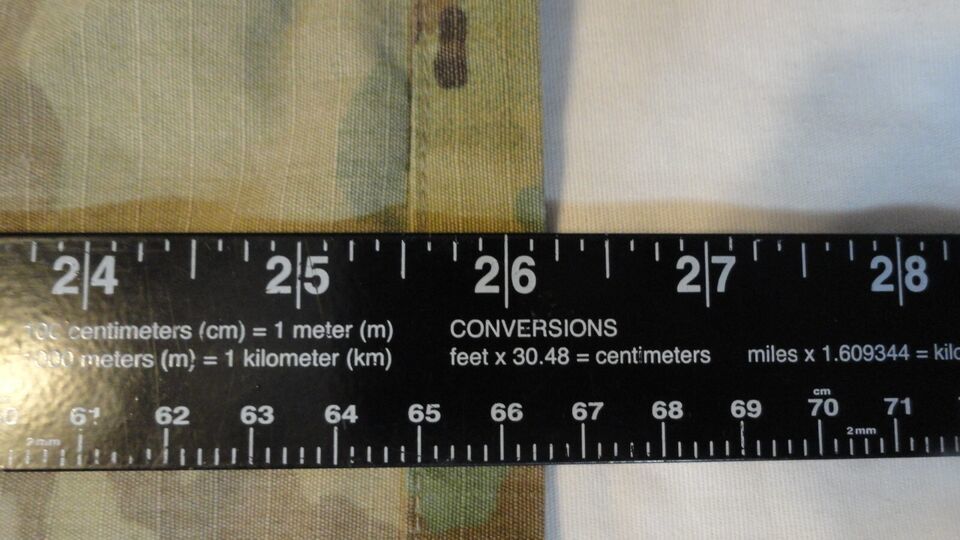 24 25 26 27 28
centimeters (cm) = 1 meter (m)
meters (m) = 1 kilometer (km)
CONVERSIONS
feet x 30.48 = centimeters
miles x 1.609344 =
cm
61 62 63 64 65 66 67 68 69 70 71
2mm 2mm